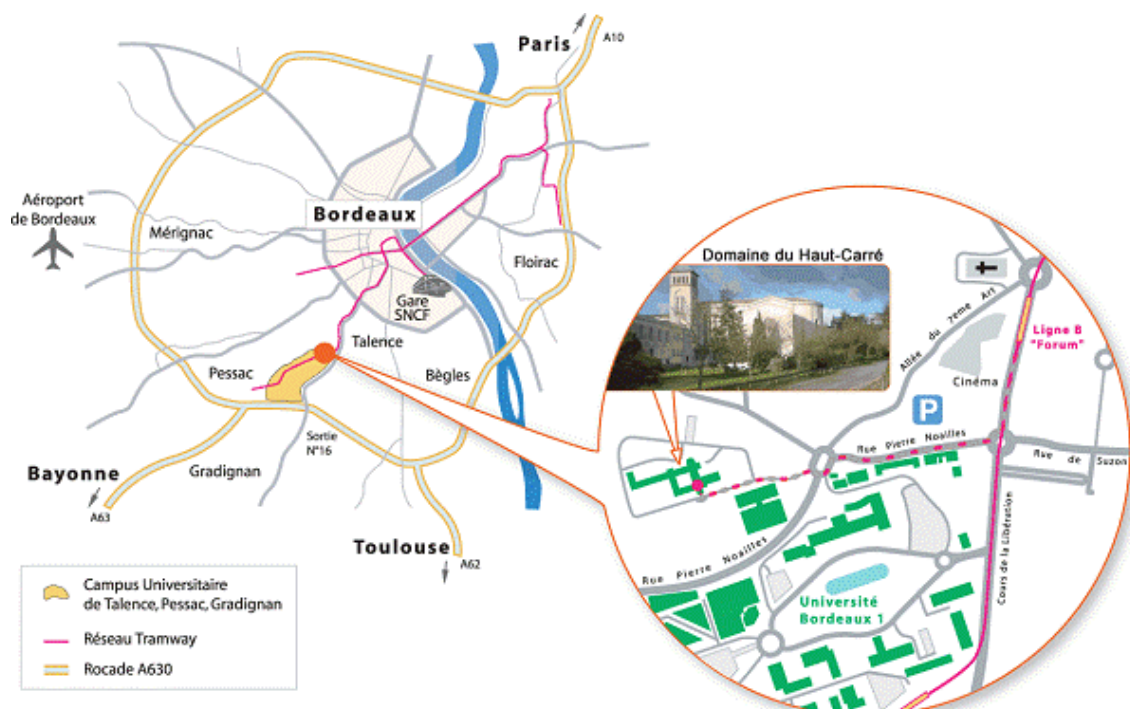 Paris
A10
Aéroport
de Bordeaux
Mérignac
Bordeaux
Floirac
Gare
SNCF
Talence
Pessac
Bègles
Sortie
N°16
Gradignan
Bayonne
A63
Toulouse
A62
Campus Universitaire
de Talence, Pessac, Gradignan
Réseau Tramway
Rocade A630
Domaine du Haut-Carré
Allée du 7eme Art
Ligne B
"Forum"
Cinéma
P
Rue Pierre Noailles
Rue de Suzon
Cours de la Libération
Rue Pierre Noailles
Université
Bordeaux 1